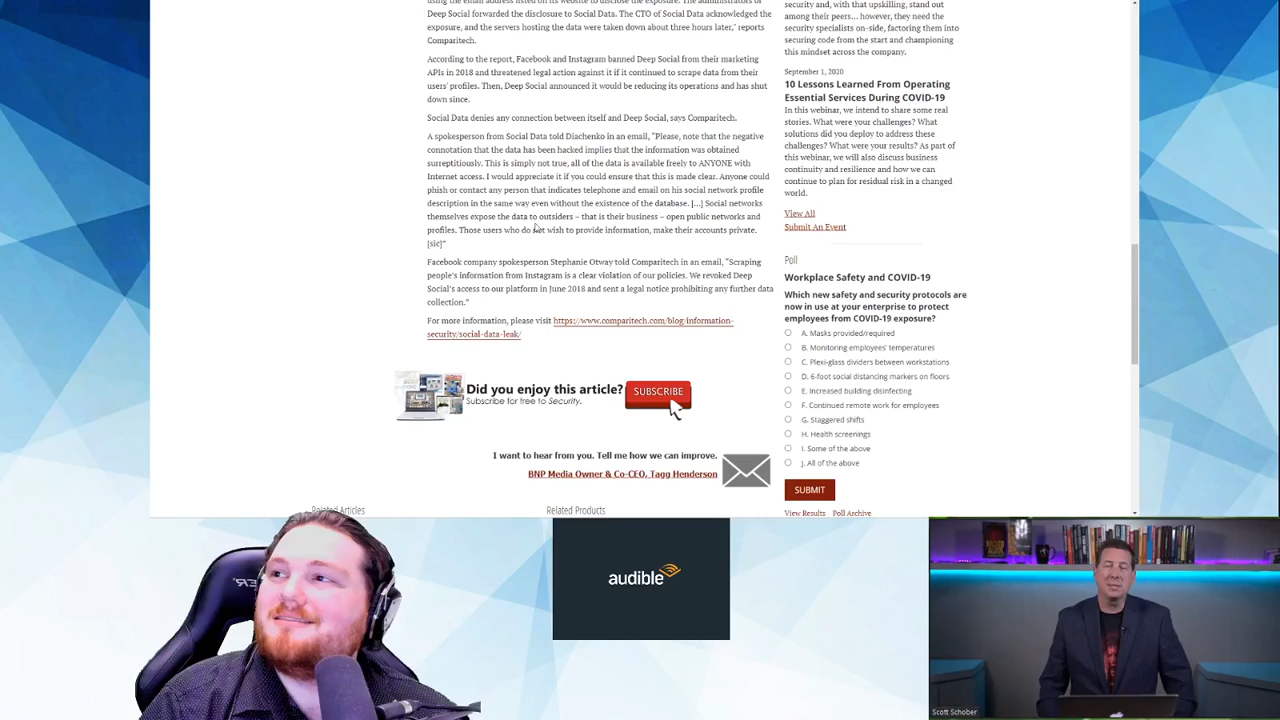 using the email address listed on its website to disclose the exposure. The administrators of
Deep Social forwarded the disclosure to Social Data. The CTO of Social Data acknowledged the
exposure, and the servers hosting the data were taken down about three hours later," reports
Comparitech.
According to the report, Facebook and Instagram banned Deep Social from their marketing
APIs in 2018 and threatened legal action against it if it continued to scrape data from their
users' profiles. Then, Deep Social announced it would be reducing its operations and has shut
down since.
Social Data denies any connection between itself and Deep Social, says Comparitech.
A spokesperson from Social Data told Diachenko in an email, "Please, note that the negative
connotation that the data has been hacked implies that the information was obtained
surreptitiously. This is simply not true, all of the data is available freely to ANYONE with
Internet access. I would appreciate it if you could ensure that this is made clear. Anyone could
phish or contact any person that indicates telephone and email on his social network profile
description in the same way even without the existence of the database. [...] Social networks
themselves expose the data to outsiders – that is their business – open public networks and
profiles. Those users who do not wish to provide information, make their accounts private.
[sic]"
Facebook company spokesperson Stephanie Otway told Comparitech in an email, "Scraping
people's information from Instagram is a clear violation of our policies. We revoked Deep
Social's access to our platform in June 2018 and sent a legal notice prohibiting any further data
collection."
For more information, please visit https://www.comparitech.com/blog/information-
security/social-data-leak/
Did you enjoy this article?
Subscribe for free to Security.
SUBSCRIBE
I want to hear from you. Tell me how we can improve.
BNP Media Owner & Co-CEO, Tagg Henderson
Related Articles
Related Products
security and, with that upskilling, stand out
among their peers... however, they need the
security specialists on-side, factoring them into
securing code from the start and championing
this mindset across the company.
September 1, 2020
10 Lessons Learned From Operating
Essential Services During COVID-19
In this webinar, we intend to share some real
stories. What were your challenges? What
solutions did you deploy to address these
challenges? What were your results? As part of
this webinar, we will also discuss business
continuity and resilience and how we can
continue to plan for residual risk in a changed
world.
View All
Submit An Event
Poll
Workplace Safety and COVID-19
Which new safety and security protocols are
now in use at your enterprise to protect
employees from COVID-19 exposure?
A. Masks provided/required
B. Monitoring employees' temperatures
C. Plexi-glass dividers between workstations
D. 6-foot social distancing markers on floors
E. Increased building disinfecting
F. Continued remote work for employees
G. Staggered shifts
H. Health screenings
I. Some of the above
J. All of the above
SUBMIT
View Results Poll Archive
audible
Scott Schober